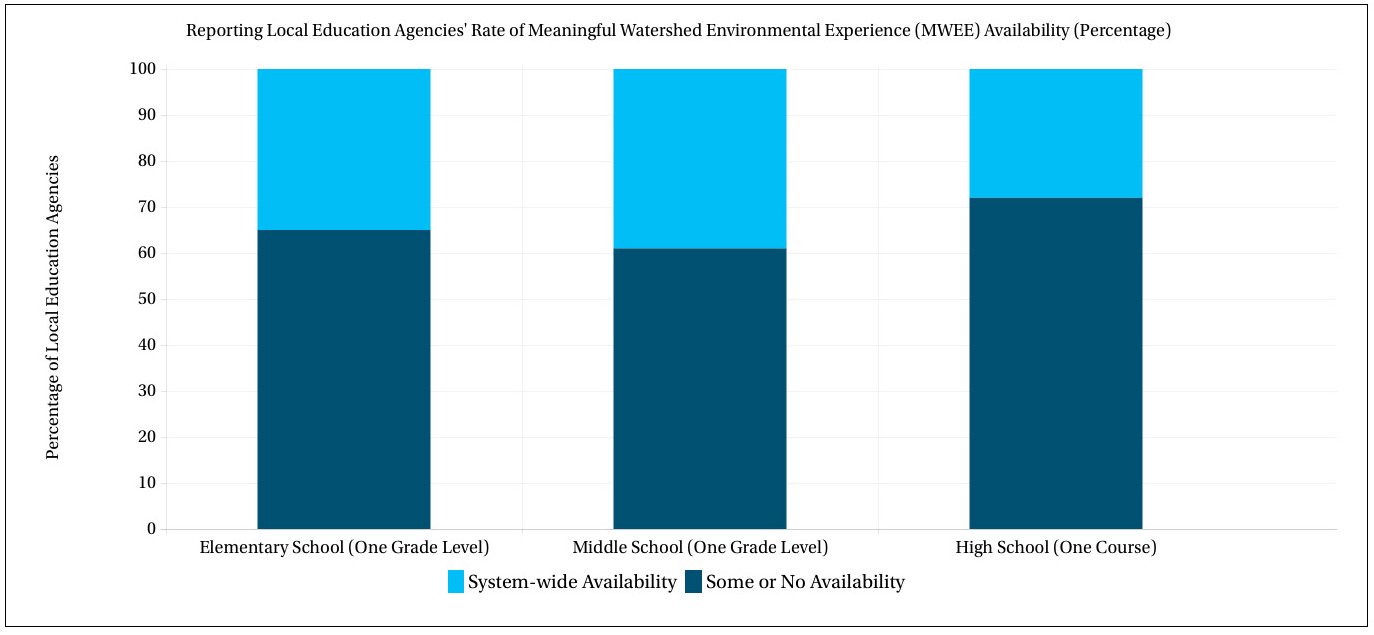 Reporting Local Education Agencies' Rate of Meaningful Watershed Environmental Experience (MWEE) Availability (Percentage)
Percentage of Local Education Agencies
100
90
80
70
60
50
40
30
20
10
0
Elementary School (One Grade Level) Middle School (One Grade Level) High School (One Course)
System-wide Availability Some or No Availability